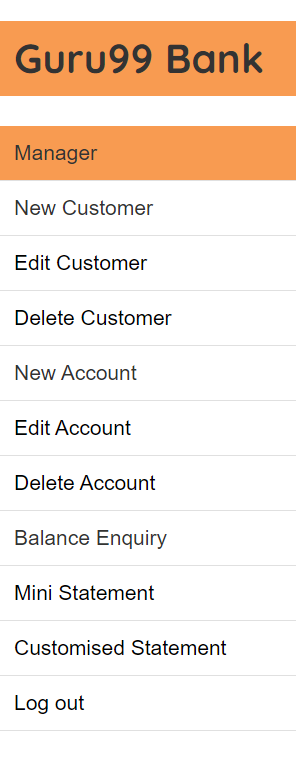 Guru99 Bank
Manager
New Customer
Edit Customer
Delete Customer
New Account
Edit Account
Delete Account
Balance Enquiry
Mini Statement
Customised Statement
Log out